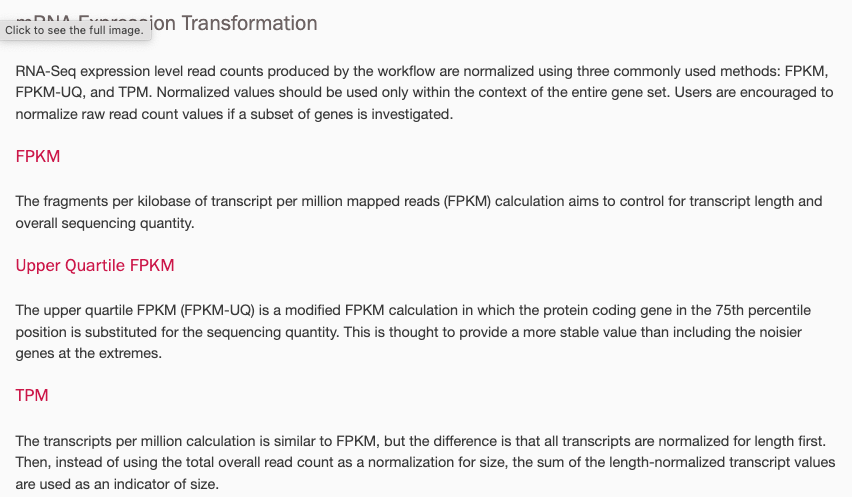 mRNA Expression Transformation
Click to see the full image.
RNA-Seq expression level read counts produced by the workflow are normalized using three commonly used methods: FPKM,
FPKM-UQ, and TPM. Normalized values should be used only within the context of the entire gene set. Users are encouraged to
normalize raw read count values if a subset of genes is investigated.
FPKM
The fragments per kilobase of transcript per million mapped reads (FPKM) calculation aims to control for transcript length and
overall sequencing quantity.
Upper Quartile FPKM
The upper quartile FPKM (FPKM-UQ) is a modified FPKM calculation in which the protein coding gene in the 75th percentile
position is substituted for the sequencing quantity. This is thought to provide a more stable value than including the noisier
genes at the extremes.
TPM
The transcripts per million calculation is similar to FPKM, but the difference is that all transcripts are normalized for length first.
Then, instead of using the total overall read count as a normalization for size, the sum of the length-normalized transcript values
are used as an indicator of size.